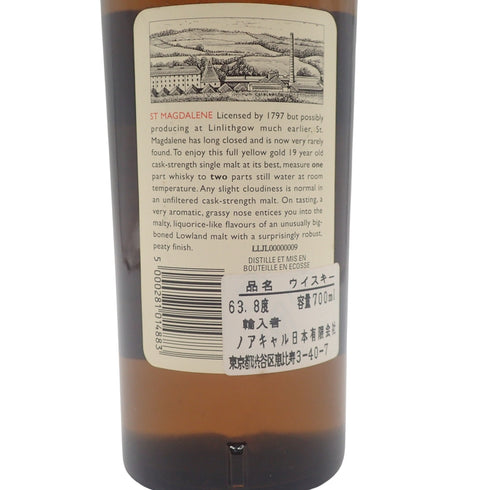 ST MAGDALENE Licensed by 1797 but possibly
producing at Linlithgow much earlier, St.
Magdalene has long closed and is now very rarely
found. To enjoy this full yellow gold 19 year old
cask-strength single malt at its best, measure one
part whisky to two parts still water at room
temperature. Any slight cloudiness is normal in
an unfiltered cask-strength malt. On tasting, a
very aromatic, grassy nose entices you into the
malty, liquorice-like flavours of an unusually big-
boned Lowland malt with a surprisingly robust,
peaty finish.
LLJL00000009
DISTILLE ET MIS EN
BOUTEILLE EN ECOSSE
5 000281 014883
品名 ウイスキー
63.8度 容量700ml
輸入者
ノアキャル日本有限会社
東京都渋谷区恵比寿3-40-7